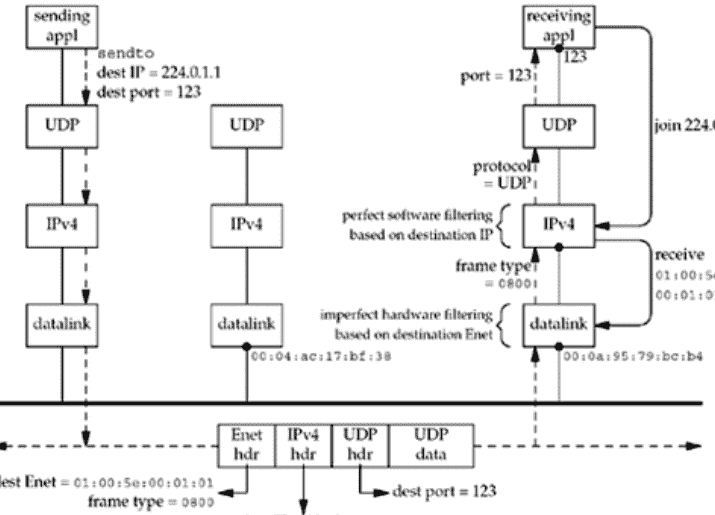 sending
appl
sendto
dest IP = 224.0.1.1
dest port = 123
UDP
IPv4
datalink
UDP
IPv4
datalink
00:04:ac:17:bf:38
receiving
appl
123
port = 123
UDP
join 224.0
protocol
= UDP
perfect software filtering
based on destination IP
IPv4
frame type
= 0800
receive
01:00:5e
00:01:01
imperfect hardware filtering
based on destination Enet
datalink
00:0a:95:79:bc:b4
Enet
hdr
IPv4
hdr
UDP
hdr
UDP
data
dest Enet = 01:00:5e:00:01:01
frame type = 0800
dest port = 123